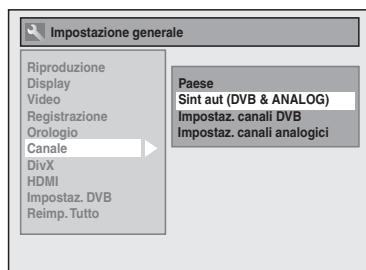 Impostazione generale
Riproduzione
Display
Video
Registrazione
Orologio
Canale
DivX
HDMI
Impostaz. DVB
Reimp. Tutto
Paese
Sint aut (DVB & ANALOG)
Impostaz. canali DVB
Impostaz. canali analogici